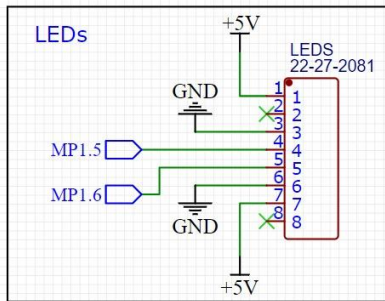 +5V
LEDs
LEDS
22-27-2081
GND
1 1
2 2
3 3
MP1.5
4 4
5 5
MP1.6
6 6
GND
7 7
8 8
+5V